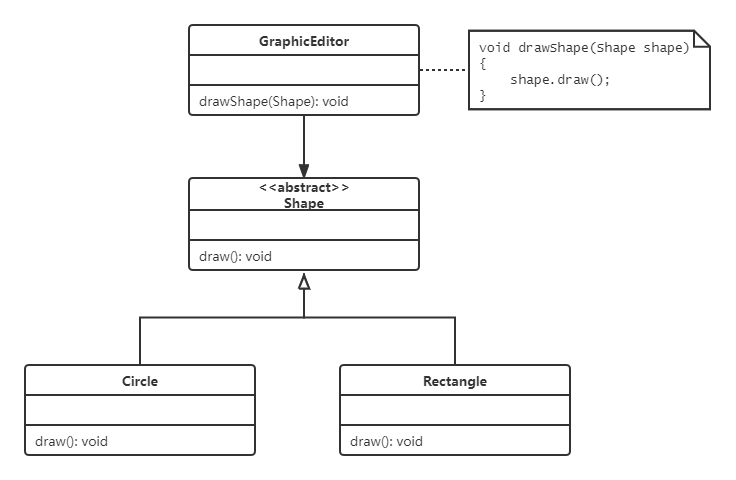 GraphicEditor
drawShape(Shape): void
void drawShape(Shape shape)
{
    shape.draw();
}
<<abstract>>
Shape
draw(): void
Circle
draw(): void
Rectangle
draw(): void